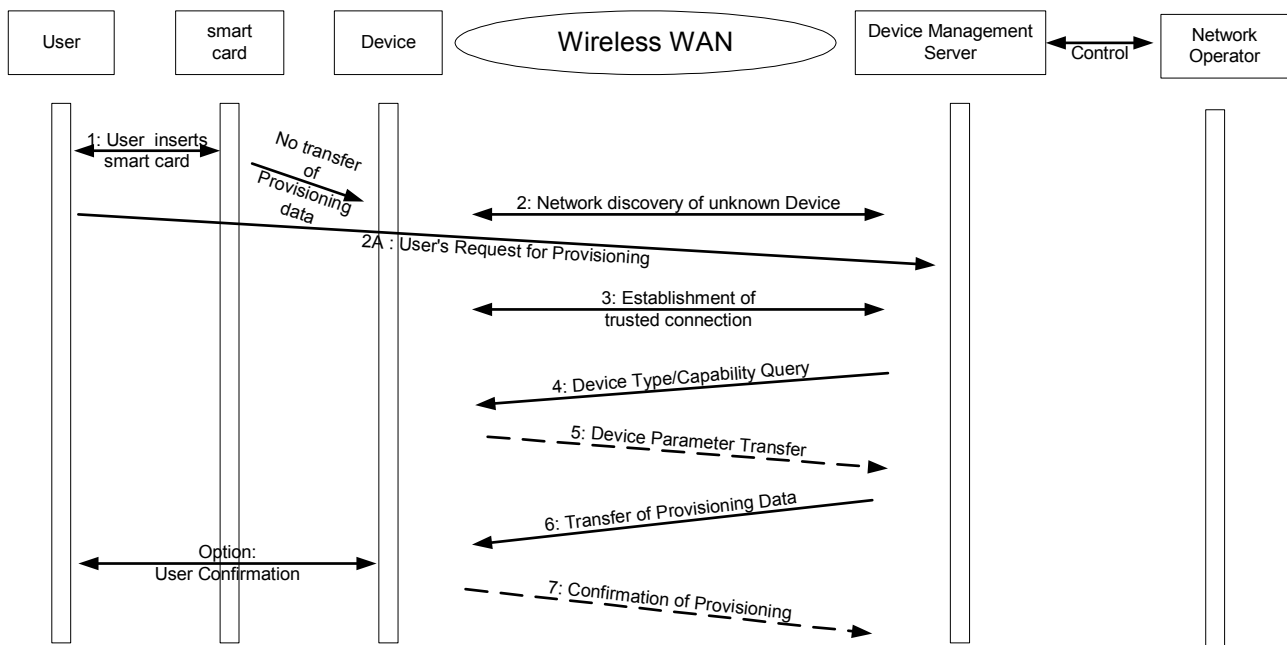 User
smart
card
Device
Wireless WAN
Device Management
Server
Control
Network
Operator
1: User inserts
smart card
No transfer
of
Provisioning
data
2: Network discovery of unknown Device
2A : User's Request for Provisioning
3: Establishment of
trusted connection
4: Device Type/Capability Query
5: Device Parameter Transfer
6: Transfer of Provisioning Data
Option:
User Confirmation
7: Confirmation of Provisioning